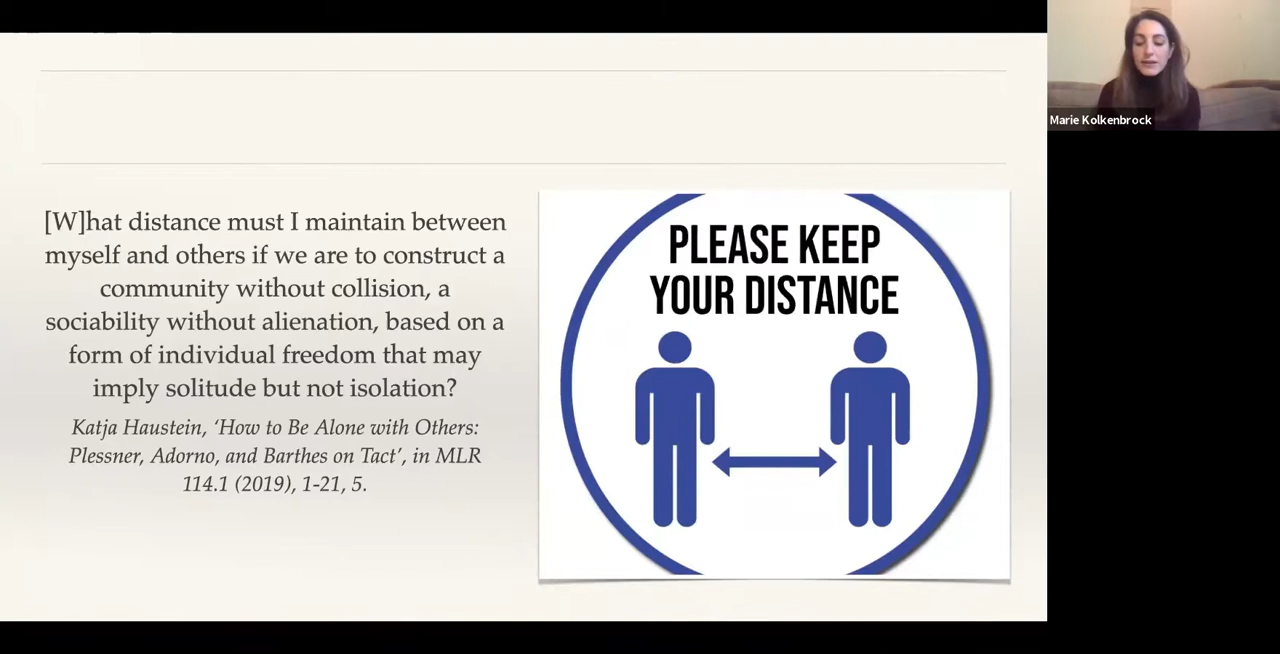 [W]hat distance must I maintain between
myself and others if we are to construct a
community without collision, a
sociability without alienation, based on a
form of individual freedom that may
imply solitude but not isolation?
Katja Haustein, ‘How to Be Alone with Others:
Plessner, Adorno, and Barthes on Tact’, in MLR
114.1 (2019), 1-21, 5.
PLEASE KEEP
YOUR DISTANCE
Marie Kolkenbrock